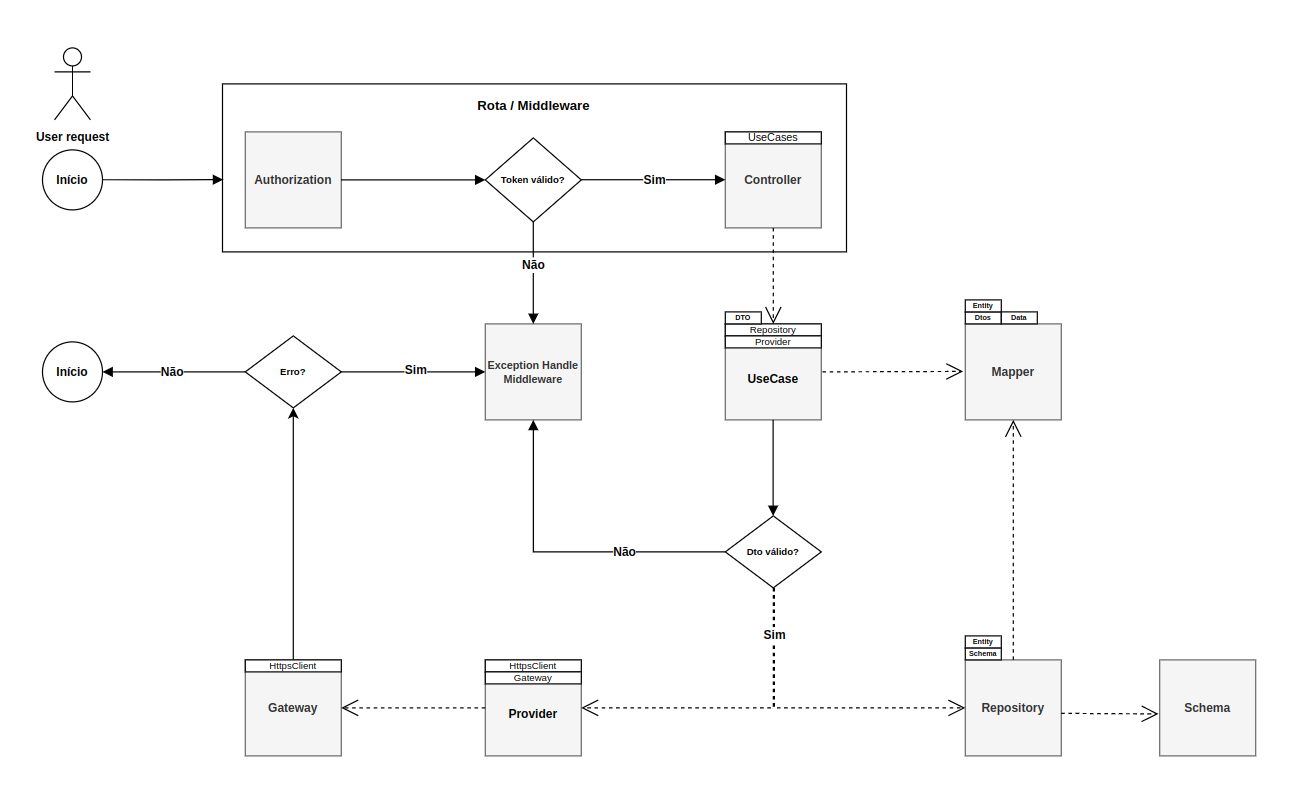 Rota / Middleware
User request
UseCases
Início
Authorization
Token válido?
Sim
Controller
Não
Entity
DTO
Dtos
Data
Repository
Provider
Início
Não
Erro?
Sim
Exception Handle
Middleware
UseCase
Mapper
Não
Dto válido?
Sim
Entity
Schema
HttpsClient
HttpsClient
Gateway
Gateway
Provider
Repository
Schema